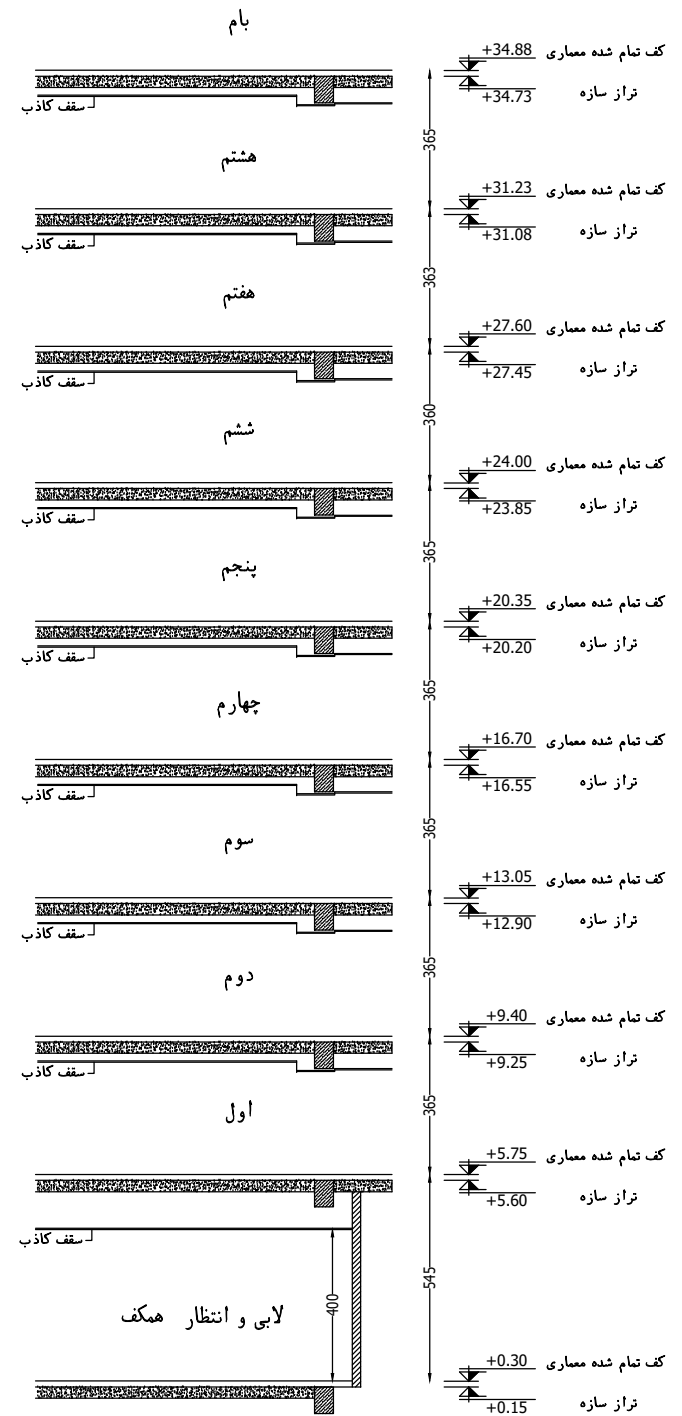 بام
+34.88 کف تمام شده معماری
+34.73 تراز سازه
سقف کاذب
365
هشتم
+31.23 کف تمام شده معماری
+31.08 تراز سازه
سقف کاذب
363
هفتم
+27.60 کف تمام شده معماری
+27.45 تراز سازه
سقف کاذب
360
ششم
+24.00 کف تمام شده معماری
+23.85 تراز سازه
سقف کاذب
365
پنجم
+20.35 کف تمام شده معماری
+20.20 تراز سازه
سقف کاذب
365
چهارم
+16.70 کف تمام شده معماری
+16.55 تراز سازه
سقف کاذب
365
سوم
+13.05 کف تمام شده معماری
+12.90 تراز سازه
سقف کاذب
365
دوم
+9.40 کف تمام شده معماری
+9.25 تراز سازه
سقف کاذب
365
اول
+5.75 کف تمام شده معماری
+5.60 تراز سازه
سقف کاذب
545
400
لابی و انتظار همکف
+0.30 کف تمام شده معماری
+0.15 تراز سازه